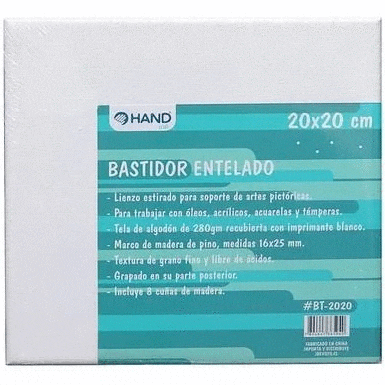 HAND
20x20 cm
BASTIDOR ENTELADO
- Lienzo estirado para soporte de artes pictóricas.
- Para trabajar con óleos, acrílicos, acuarelas y témperas.
- Tela de algodón de 280gm recubierta con imprimante blanco.
- Marco de madera de pino, medidas 16x25 mm.
- Textura de grano fino y libre de ácidos.
- Grapado en su parte posterior.
- Incluye 8 cuñas de madera.
#BT-2020
FABRICADO EN CHINA
IMPORTA Y DISTRIBUYE